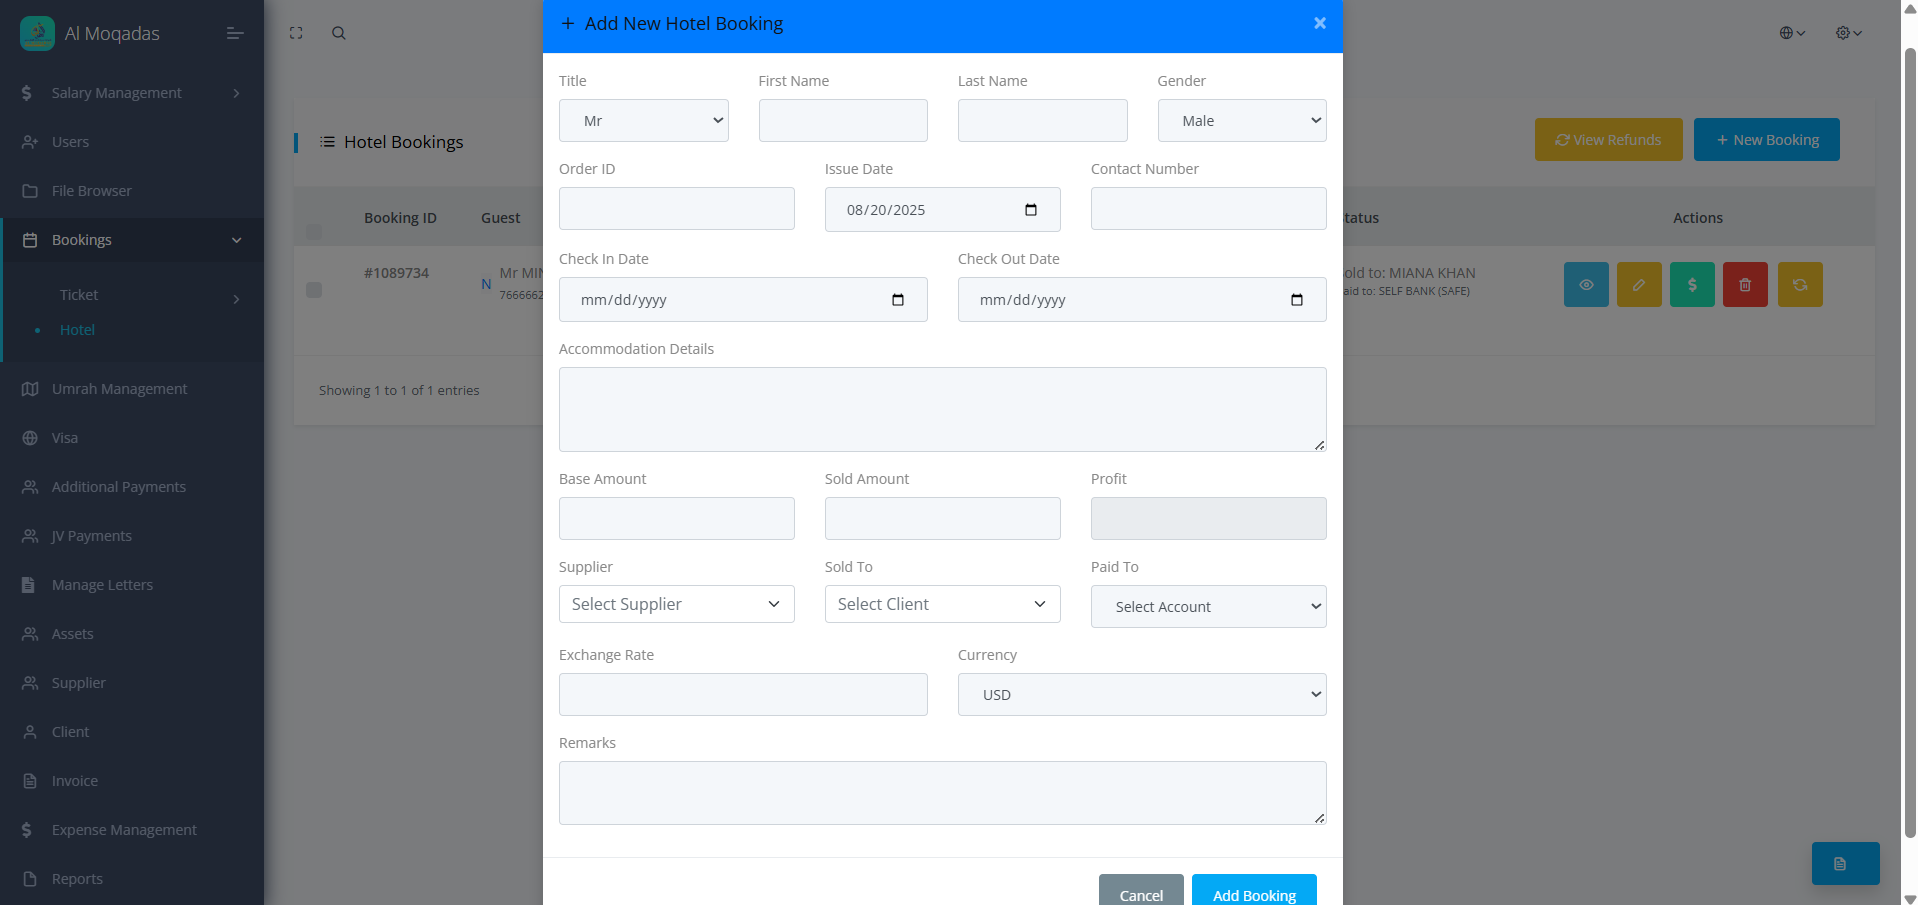 Al Moqadas
Salary Management
Users
File Browser
Bookings
Ticket
Hotel
Umrah Management
Visa
Additional Payments
JV Payments
Manage Letters
Assets
Supplier
Client
Invoice
Expense Management
Reports
Hotel Bookings
View Refunds
+ New Booking
Booking ID Guest tatus Actions
#1089734
N
Mr MI
7666662
old to: MIANA KHAN
aid to: SELF BANK (SAFE)
$
Showing 1 to 1 of 1 entries
+ Add New Hotel Booking
×
Title First Name Last Name Gender
Mr Male
Order ID Issue Date Contact Number
08/20/2025
Check In Date Check Out Date
mm/dd/yyyy mm/dd/yyyy
Accommodation Details
Base Amount Sold Amount Profit
Supplier Sold To Paid To
Select Supplier Select Client Select Account
Exchange Rate Currency
USD
Remarks
Cancel Add Booking